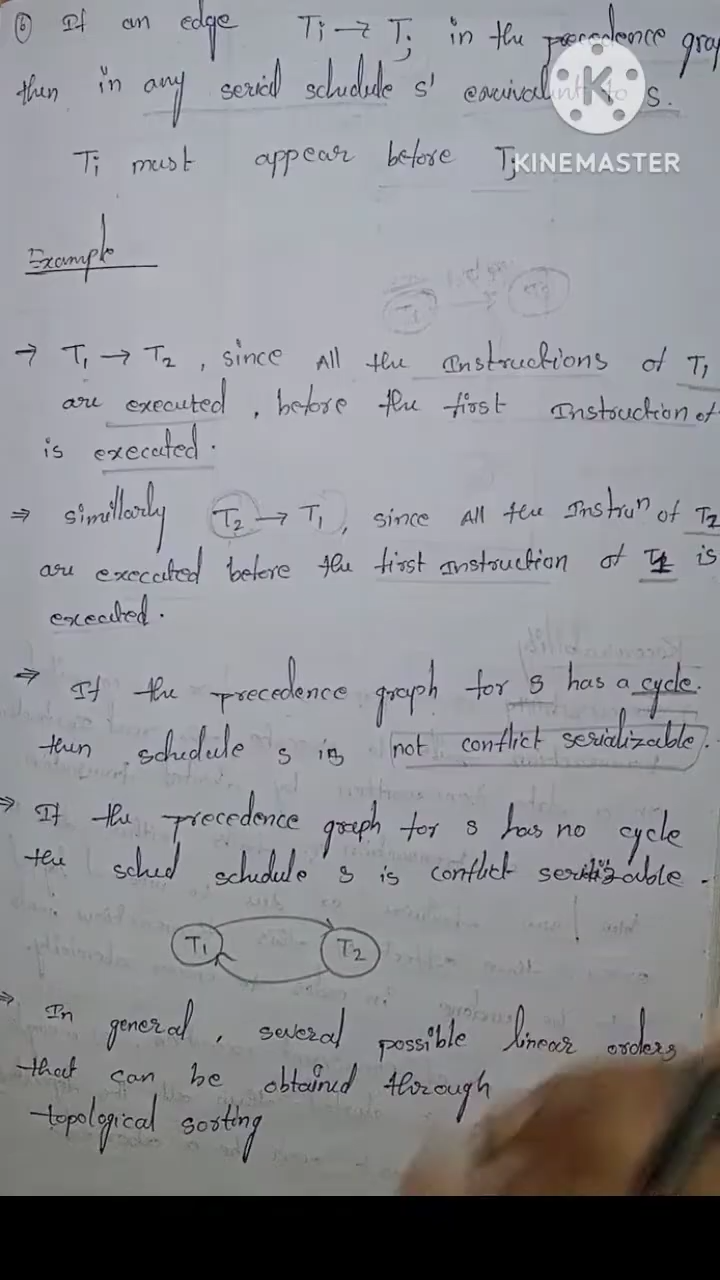 ⑥ If an edge Ti → Tj in the precedence grap
then in any serial schedule s' equivalent to s.
Ti must appear before Tj
KINEMASTER
Example
→ T1 → T2 , since All the Instructions of T1
are executed , before the first Instruction of
is executed .
⇒ simillarly T2 → T1 , since All the Instrun of T2
are executed before the first instruction of T1 is
executed .
⇒ If the precedence graph for s has a cycle.
then schedule s is not conflict serializable .
⇒ If the precedence graph for s has no cycle
the sched schedule s is conflict serializable .
T1 T2
⇒ In general , several possible linear orders
that can be obtained through
topological sorting